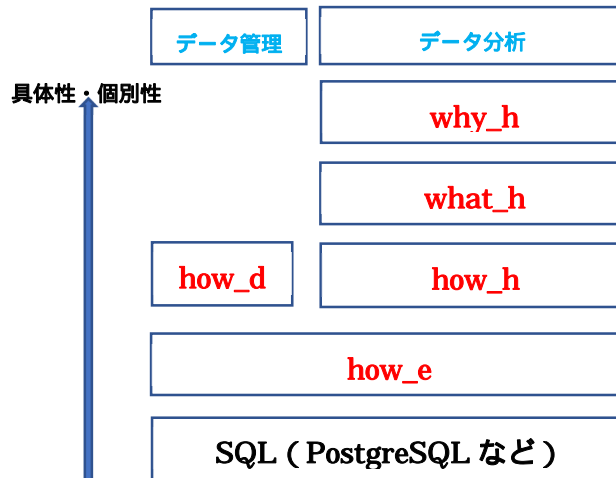 データ管理
データ分析
具体性・個別性
why_h
what_h
how_d
how_h
how_e
SQL（PostgreSQL など）